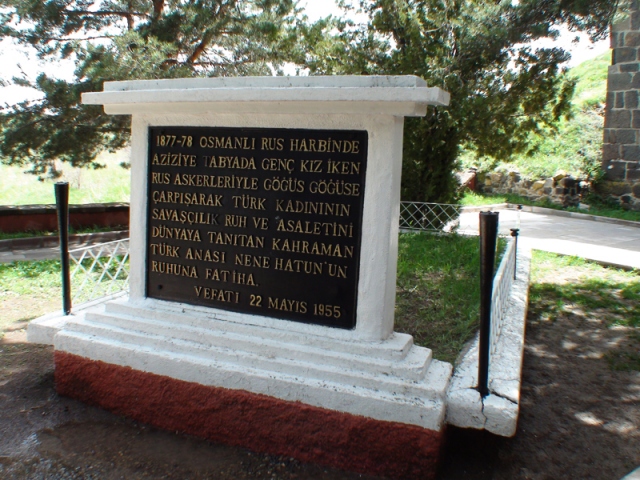 1877-78 OSMANLI RUS HARBİNDE
AZİZİYE TABYADA GENÇ KIZ İKEN
RUS ASKERLERİYLE GÖĞÜS GÖĞÜSE
ÇARPIŞARAK TÜRK KADINININ
SAVAŞÇILIK RUH VE ASALETİNİ
DÜNYAYA TANITAN KAHRAMAN
TÜRK ANASI NENE HATUN'UN
RUHUNA FATİHA.
VEFATI 22 MAYIS 1955